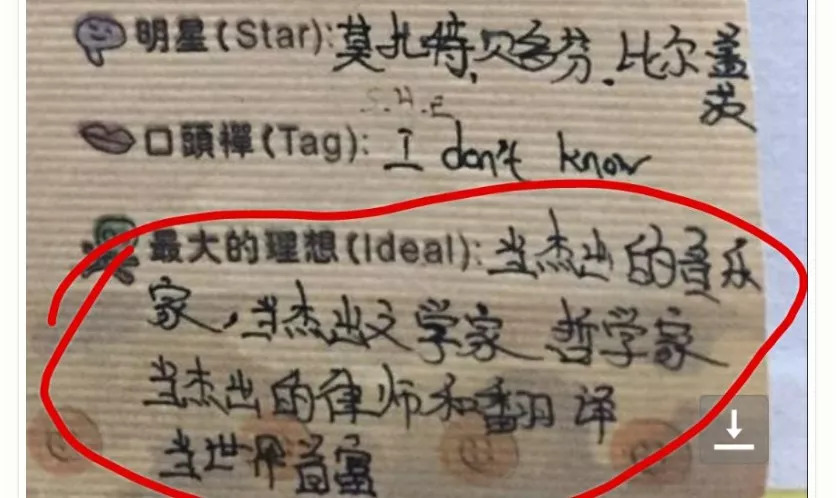 明星(Star):莫扎特,贝多芬.比尔盖
茨
S.H.E
口頭禪(Tag): I don't know
最大的理想(Ideal):当杰出的音乐
家,当杰出文学家 哲学家
当杰出的律师和翻译
当世界首富